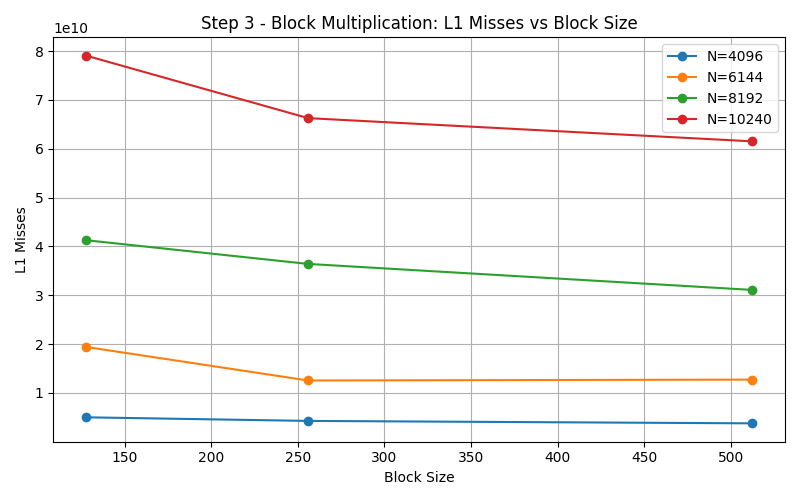 Step 3 - Block Multiplication: L1 Misses vs Block Size
1e10
N=4096
N=6144
N=8192
N=10240
8
7
6
5
4
3
2
1
L1 Misses
150 200 250 300 350 400 450 500
Block Size